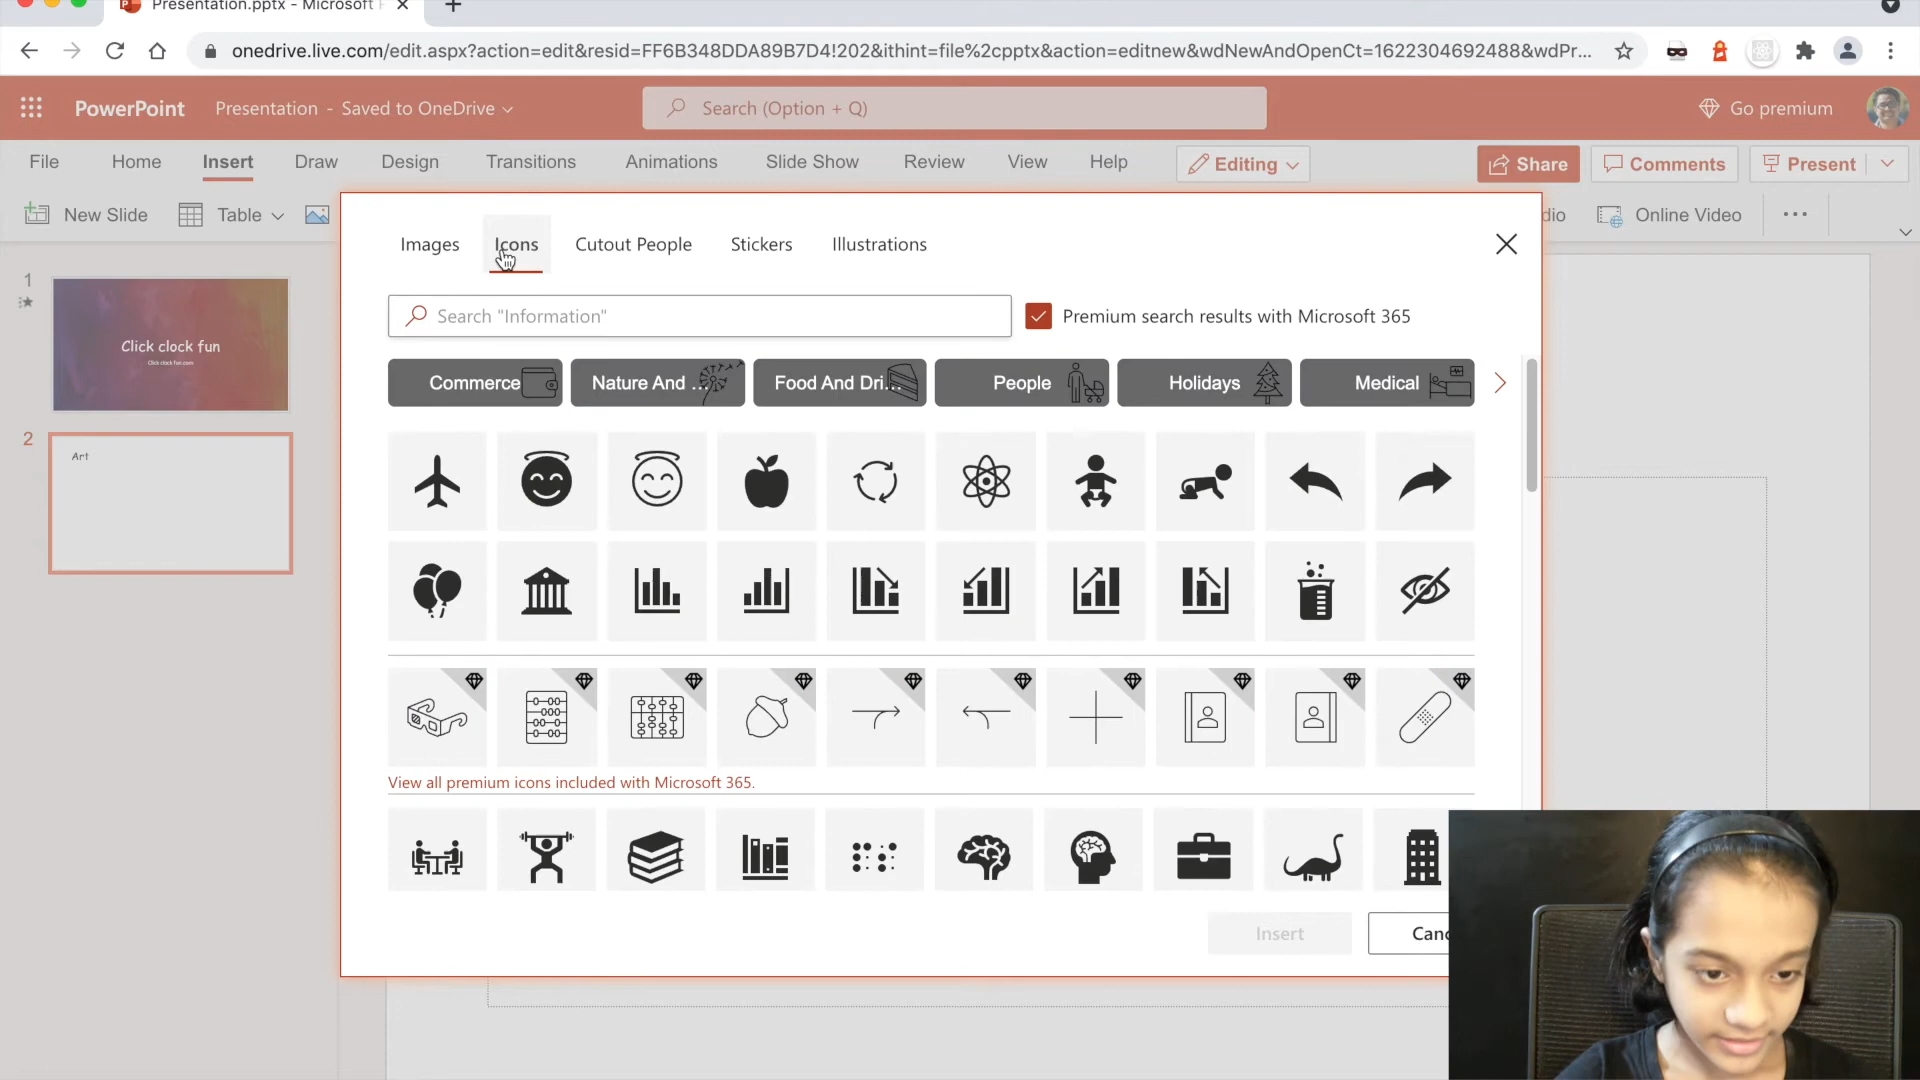 Presentation.pptx - Microsoft
onedrive.live.com/edit.aspx?action=edit&resid=FF6B348DDA89B7D4!202&ithint=file%2cpptx&action=editnew&wdNewAndOpenCt=1622304692488&wdPr...
PowerPoint Presentation - Saved to OneDrive Search (Option + Q) Go premium
File Home Insert Draw Design Transitions Animations Slide Show Review View Help Editing Share Comments Present
New Slide Table dio Online Video ...
Images Icons Cutout People Stickers Illustrations
Search "Information" Premium search results with Microsoft 365
Commerce Nature And ... Food And Dri... People Holidays Medical
1
Click clock fun
Click clock fun.com
2
Art
View all premium icons included with Microsoft 365.
Insert Canc